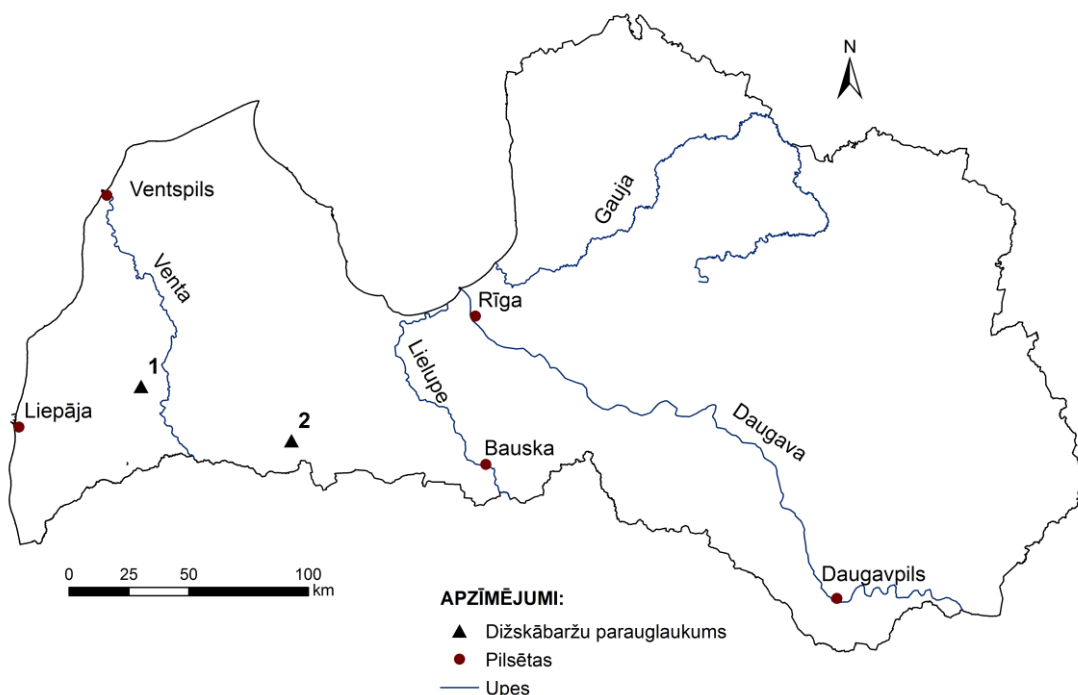 N
Ventspils
Venta
Gauja
Rīga
1
Lielupe
Liepāja
2
Daugava
Bauska
0 25 50 100
km
Daugavpils
APZĪMĒJUMI:
Dižskābaržu parauglaukums
Pilsētas
Upes